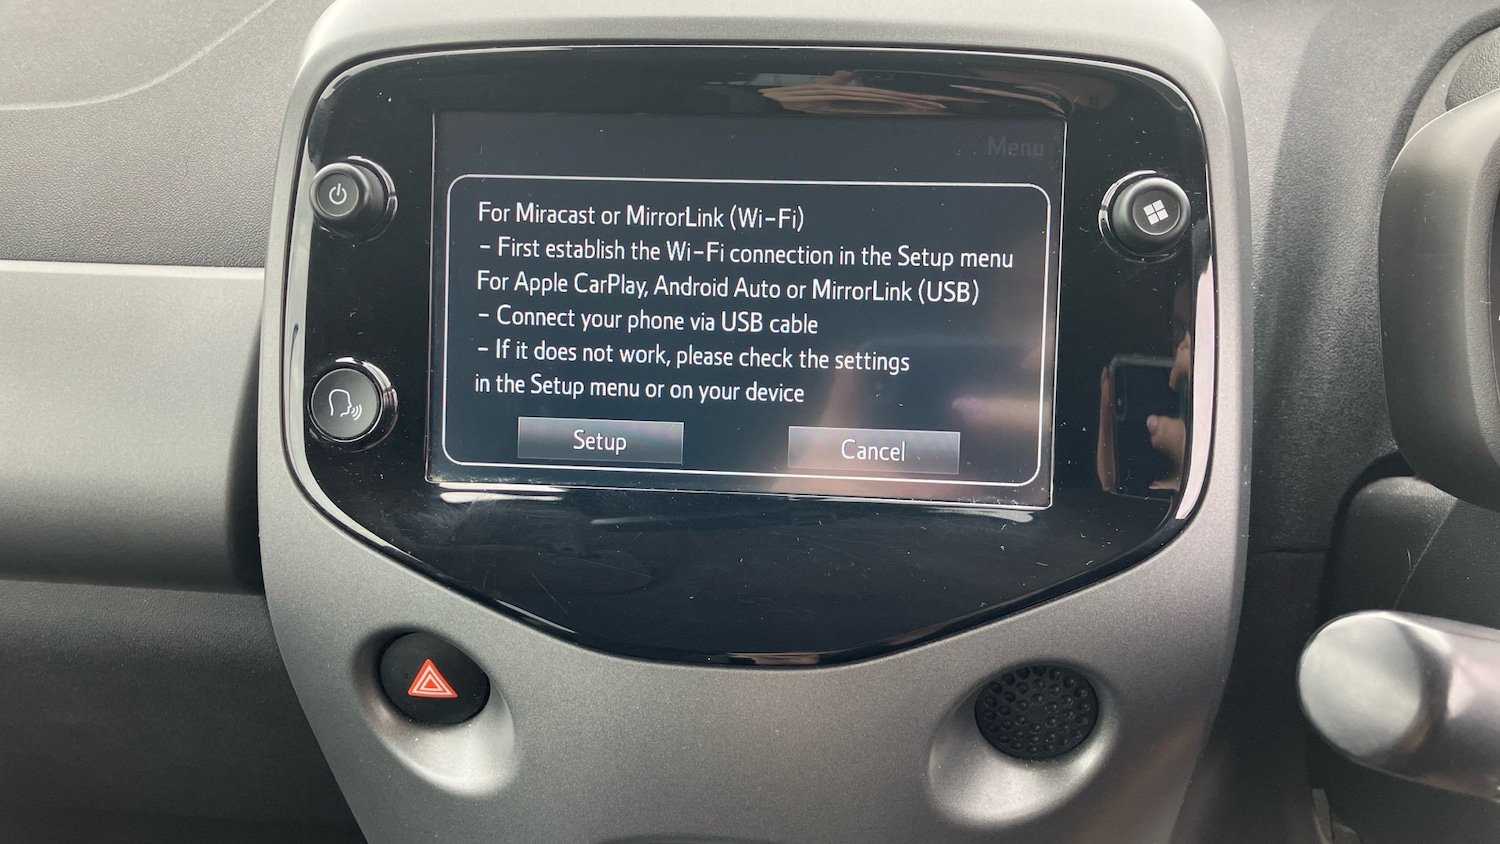 Menu
For Miracast or MirrorLink (Wi-Fi)
- First establish the Wi-Fi connection in the Setup menu
For Apple CarPlay, Android Auto or MirrorLink (USB)
- Connect your phone via USB cable
- If it does not work, please check the settings
in the Setup menu or on your device
Setup
Cancel